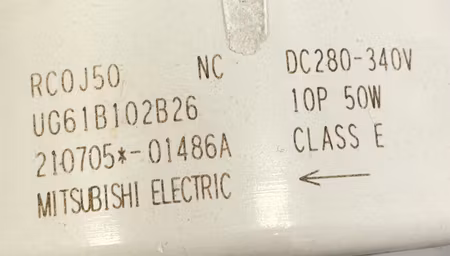 RC0J50 NC DC280-340V
UG61B102B26 10P 50W
210705*-01486A CLASS E
MITSUBISHI ELECTRIC ←